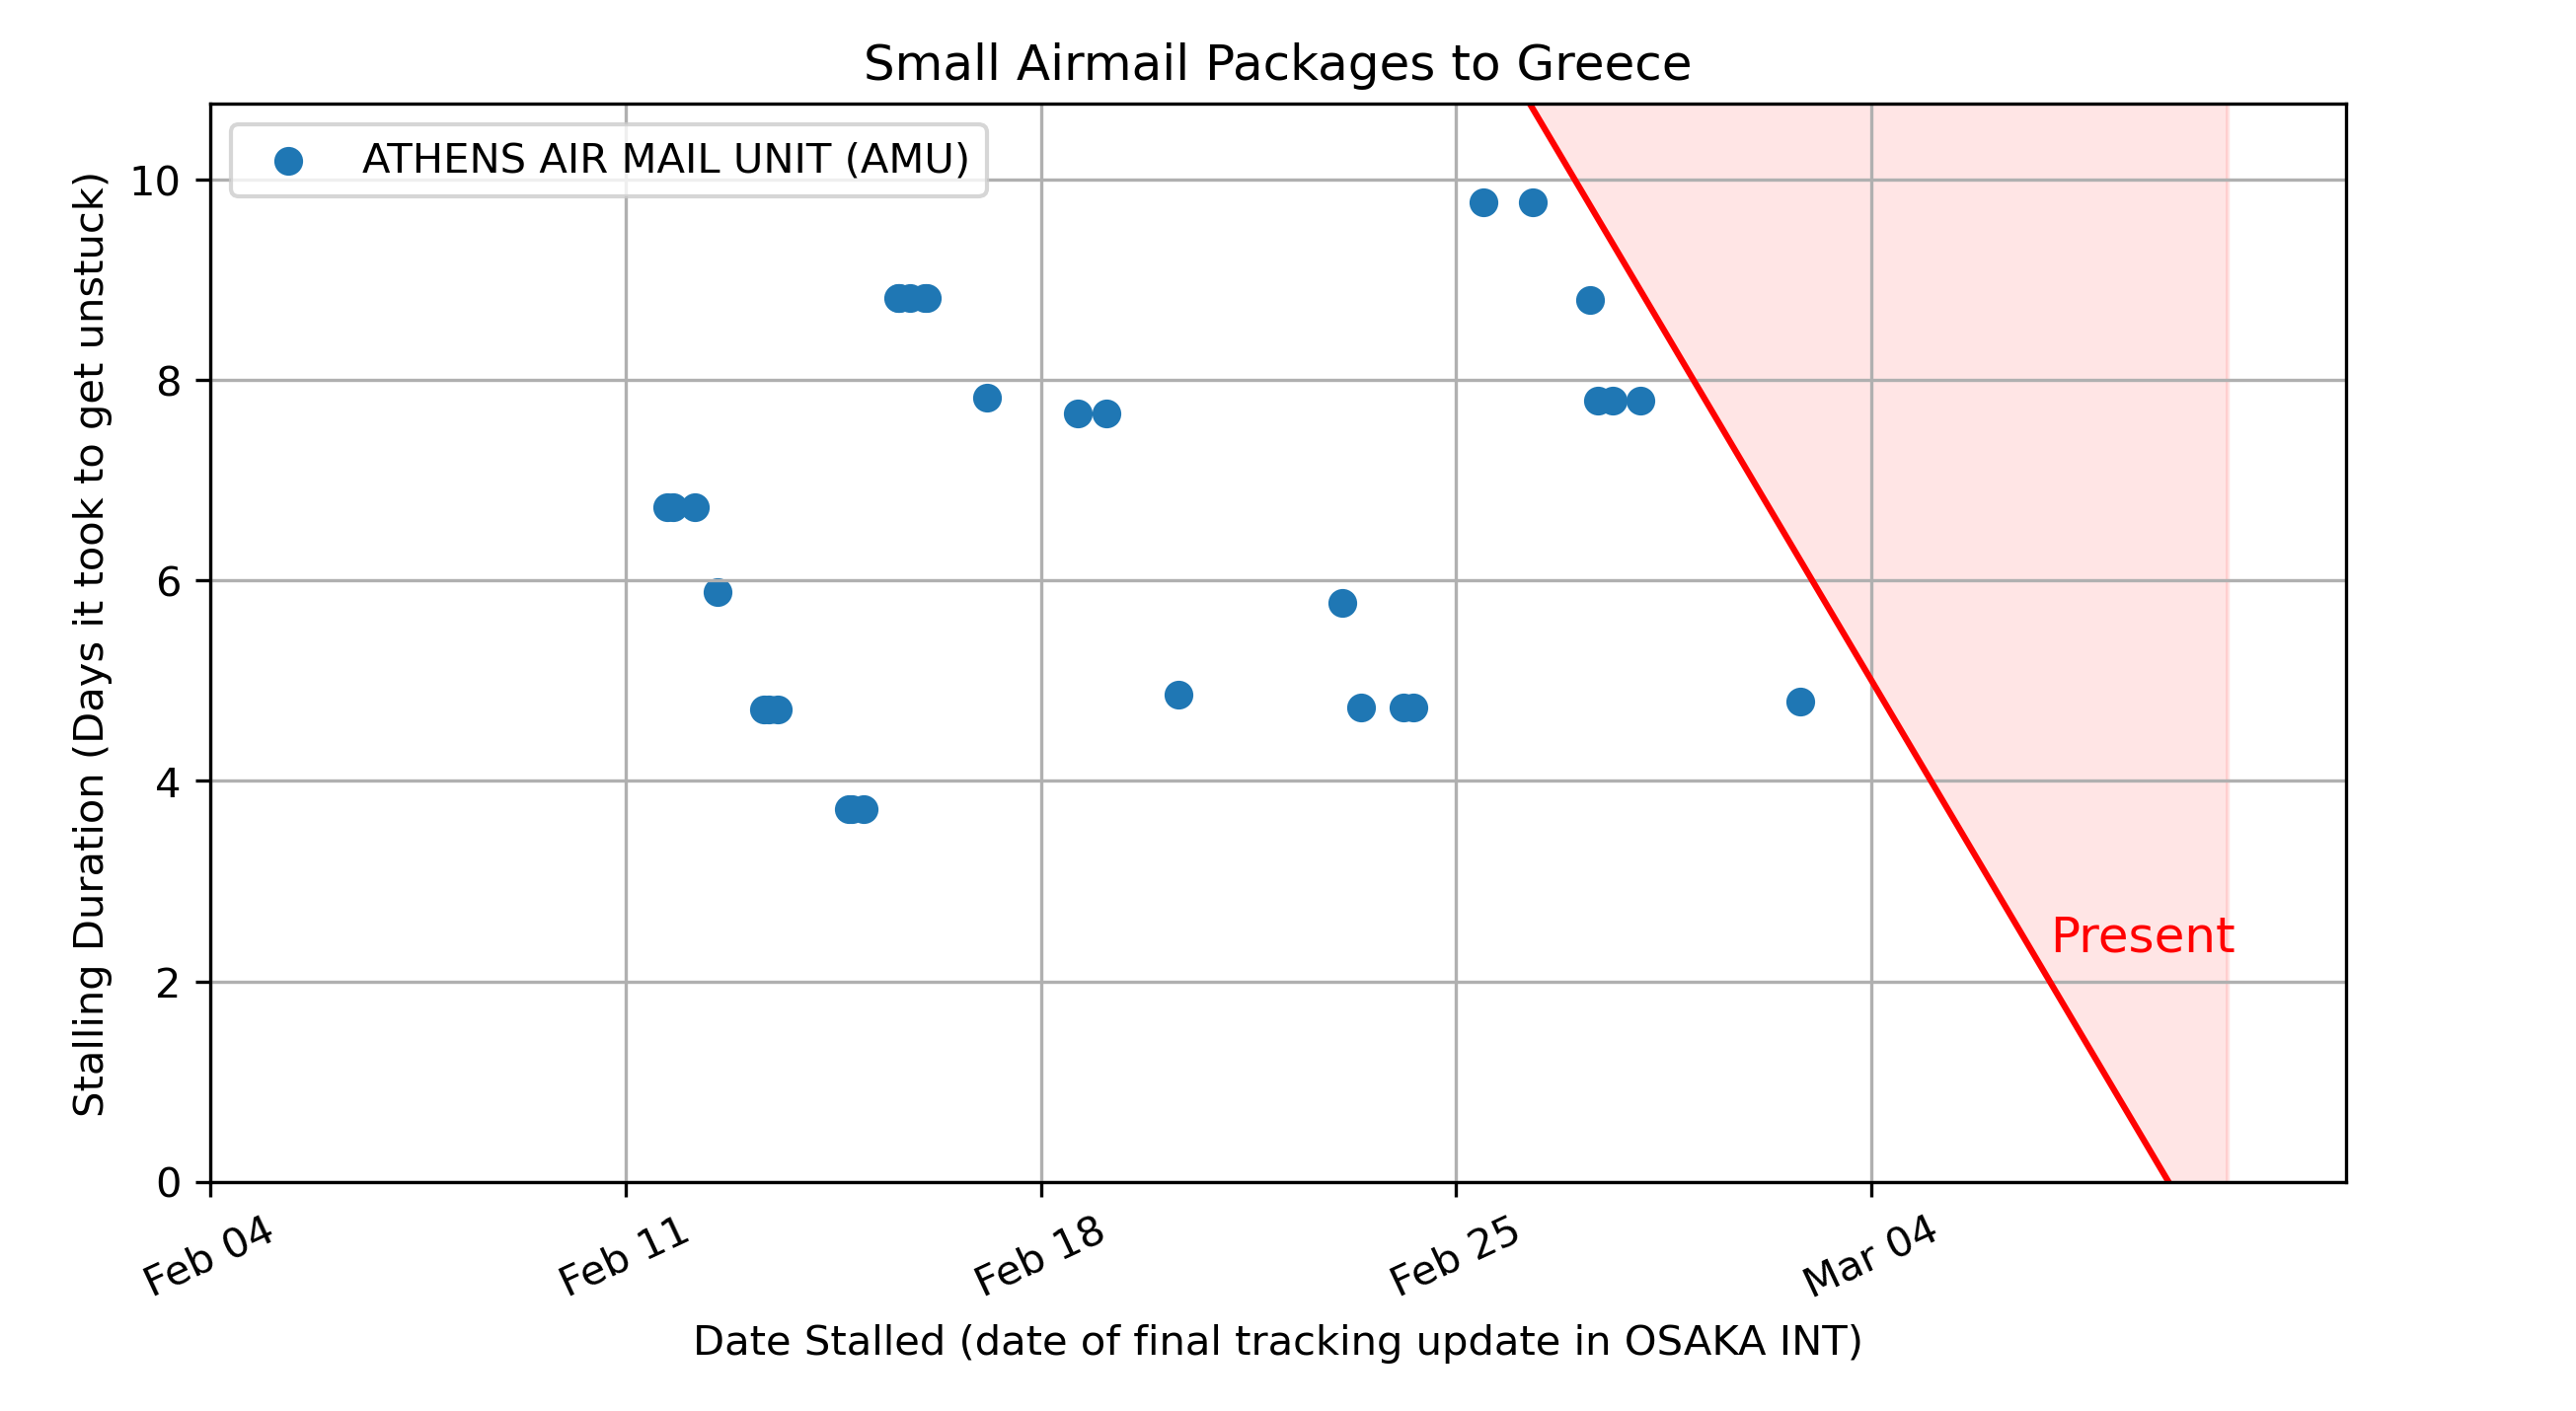 Small Airmail Packages to Greece
ATHENS AIR MAIL UNIT (AMU)
Stalling Duration (Days it took to get unstuck)
10
8
6
4
2
0
Present
Feb 04
Feb 11
Feb 18
Feb 25
Mar 04
Date Stalled (date of final tracking update in OSAKA INT)